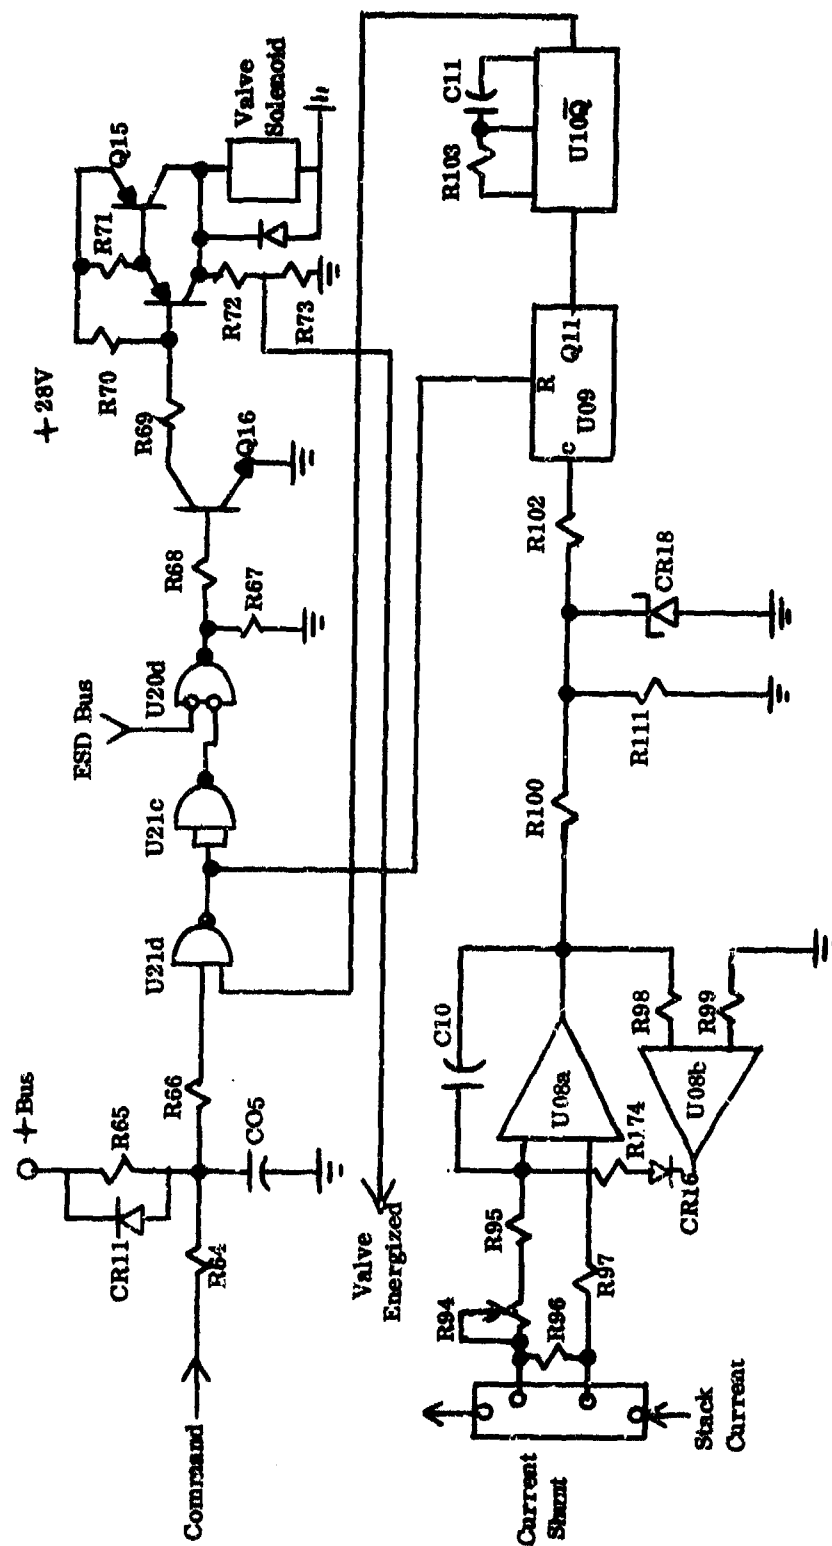 Command
R64
CR11
R65
+ Bus
CO5
R66
U21d
U21c
ESD Bus
U20d
R67
R68
Q16
R69
R70
+ 28V
R71
Q15
R72
R73
Valve
Solenoid
Valve
Energized
Current
Shunt
Stack
Current
R94
R95
R96
R97
C10
U08a
R174
CR16
U08b
R98
R99
R100
R111
CR18
R102
c
R
U09
Q11
R103
C11
U10Q̅